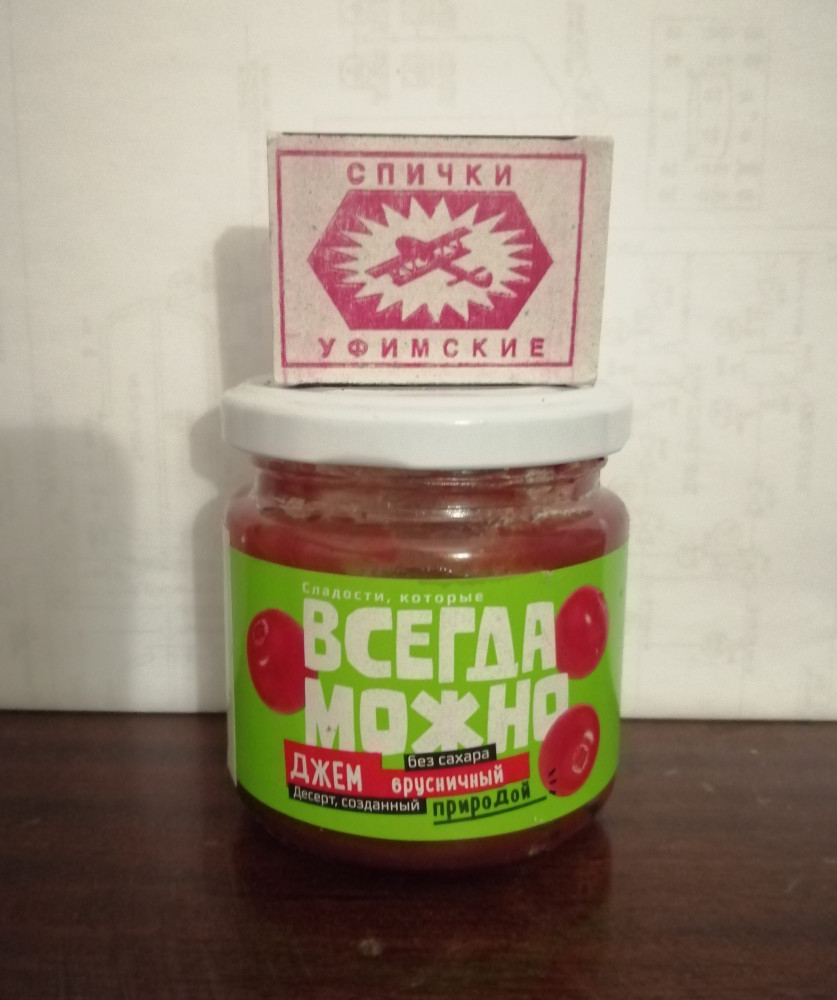 СПИЧКИ
УФИМСКИЕ
Сладости, которые
ВСЕГДА
МОЖНО
без сахара
ДЖЕМ брусничный
Десерт, созданный природой